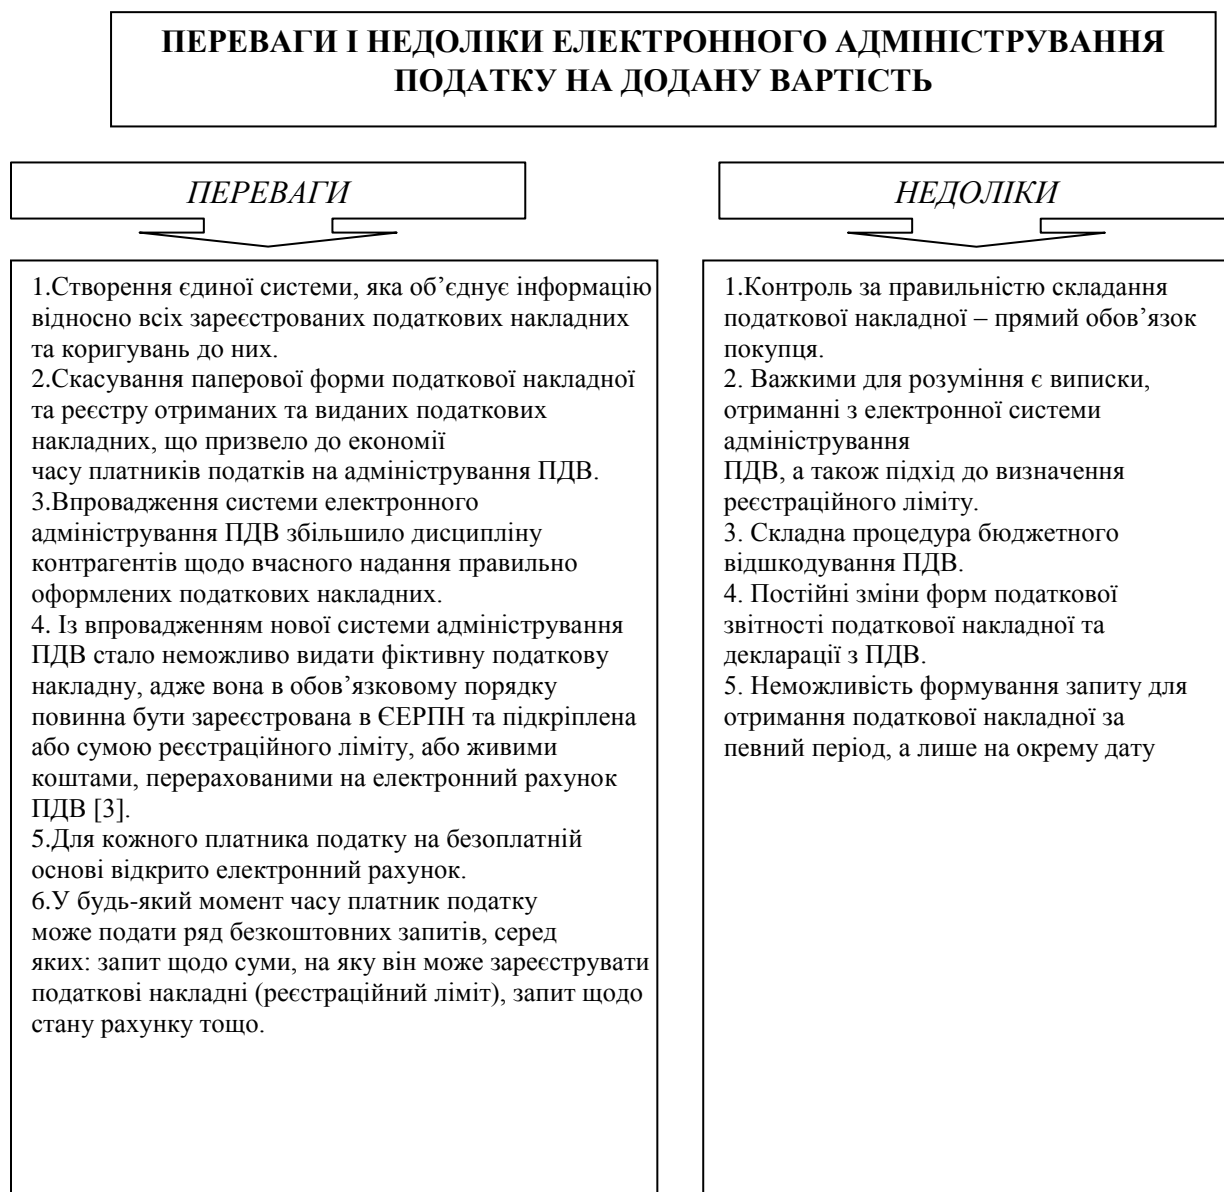 ПЕРЕВАГИ І НЕДОЛІКИ ЕЛЕКТРОННОГО АДМІНІСТРУВАННЯ
ПОДАТКУ НА ДОДАНУ ВАРТІСТЬ
ПЕРЕВАГИ
1.Створення єдиної системи, яка об’єднує інформацію
відносно всіх зареєстрованих податкових накладних
та коригувань до них.
2.Скасування паперової форми податкової накладної
та реєстру отриманих та виданих податкових
накладних, що призвело до економії
часу платників податків на адміністрування ПДВ.
3.Впровадження системи електронного
адміністрування ПДВ збільшило дисципліну
контрагентів щодо вчасного надання правильно
оформлених податкових накладних.
4. Із впровадженням нової системи адміністрування
ПДВ стало неможливо видати фіктивну податкову
накладну, адже вона в обов’язковому порядку
повинна бути зареєстрована в ЄЕРПН та підкріплена
або сумою реєстраційного ліміту, або живими
коштами, перерахованими на електронний рахунок
ПДВ [3].
5.Для кожного платника податку на безоплатній
основі відкрито електронний рахунок.
6.У будь-який момент часу платник податку
може подати ряд безкоштовних запитів, серед
яких: запит щодо суми, на яку він може зареєструвати
податкові накладні (реєстраційний ліміт), запит щодо
стану рахунку тощо.
НЕДОЛІКИ
1.Контроль за правильністю складання
податкової накладної – прямий обов’язок
покупця.
2. Важкими для розуміння є виписки,
отриманні з електронної системи
адміністрування
ПДВ, а також підхід до визначення
реєстраційного ліміту.
3. Складна процедура бюджетного
відшкодування ПДВ.
4. Постійні зміни форм податкової
звітності податкової накладної та
декларації з ПДВ.
5. Неможливість формування запиту для
отримання податкової накладної за
певний період, а лише на окрему дату